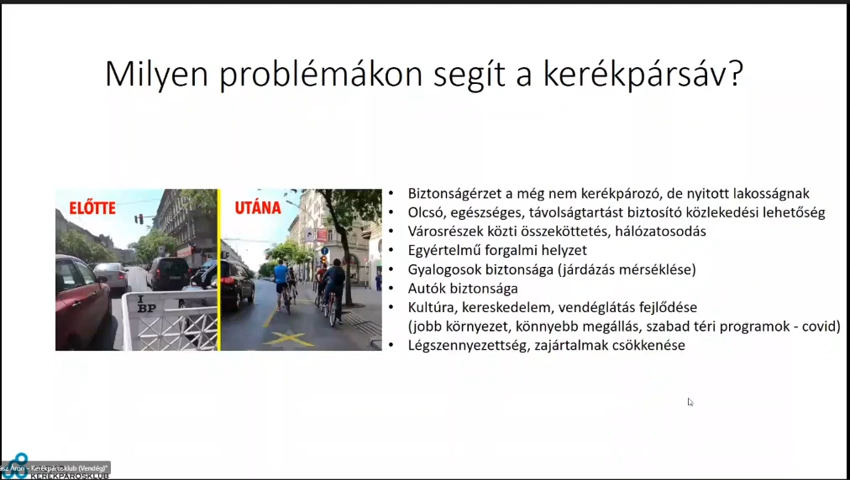 Milyen problémákon segít a kerékpársáv?
ELŐTTE
UTÁNA
I
BP
• Biztonságérzet a még nem kerékpározó, de nyitott lakosságnak
• Olcsó, egészséges, távolságtartást biztosító közlekedési lehetőség
• Városrészek közti összeköttetés, hálózatosodás
• Egyértelmű forgalmi helyzet
• Gyalogosok biztonsága (járdázás mérséklése)
• Autók biztonsága
• Kultúra, kereskedelem, vendéglátás fejlődése
(jobb környezet, könnyebb megállás, szabad téri programok - covid)
• Légszennyezettség, zajártalmak csökkenése
Áron - Kerékpárosklub (Vendég)"
KERÉKPÁROSKLUB